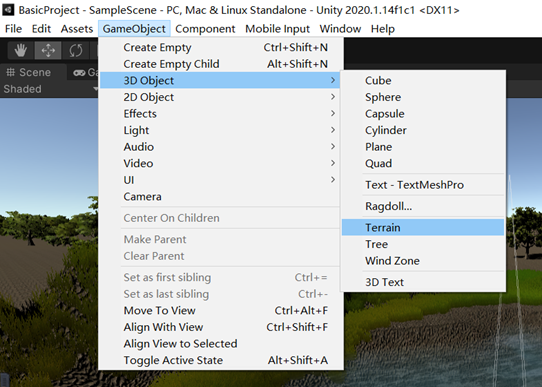 BasicProject - SampleScene - PC, Mac & Linux Standalone - Unity 2020.1.14f1c1 <DX11>
File Edit Assets GameObject Component Mobile Input Window Help
Scene Ga
Shaded
Create Empty Ctrl+Shift+N
Create Empty Child Alt+Shift+N
3D Object
2D Object
Effects
Light
Audio
Video
UI
Camera
Center On Children
Make Parent
Clear Parent
Set as first sibling Ctrl+=
Set as last sibling Ctrl+-
Move To View Ctrl+Alt+F
Align With View Ctrl+Shift+F
Align View to Selected
Toggle Active State Alt+Shift+A
Cube
Sphere
Capsule
Cylinder
Plane
Quad
Text - TextMeshPro
Ragdoll...
Terrain
Tree
Wind Zone
3D Text